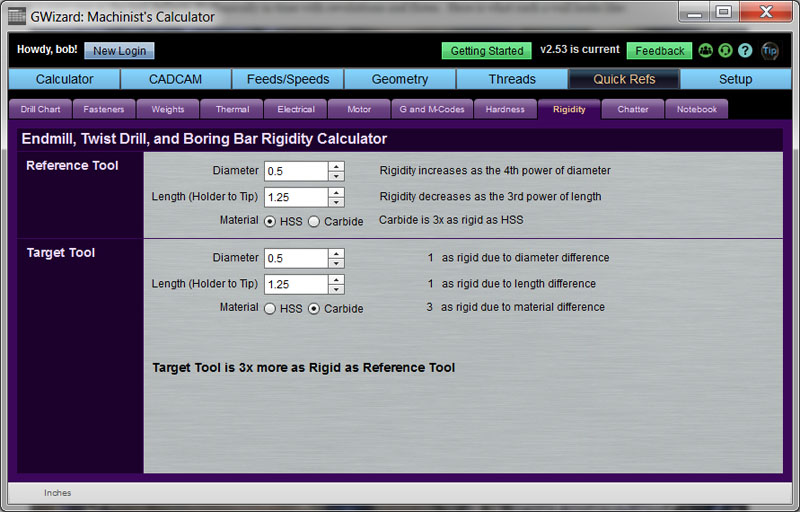 GWizard: Machinist's Calculator
Howdy, bob! New Login Getting Started v2.53 is current Feedback ? Tip
Calculator CADCAM Feeds/Speeds Geometry Threads Quick Refs Setup
Drill Chart Fasteners Weights Thermal Electrical Motor G and M-Codes Hardness Rigidity Chatter Notebook
Endmill, Twist Drill, and Boring Bar Rigidity Calculator
Reference Tool
Diameter 0.5 Rigidity increases as the 4th power of diameter
Length (Holder to Tip) 1.25 Rigidity decreases as the 3rd power of length
Material HSS Carbide Carbide is 3x as rigid as HSS
Target Tool
Diameter 0.5 1 as rigid due to diameter difference
Length (Holder to Tip) 1.25 1 as rigid due to length difference
Material HSS Carbide 3 as rigid due to material difference
Target Tool is 3x more as Rigid as Reference Tool
Inches